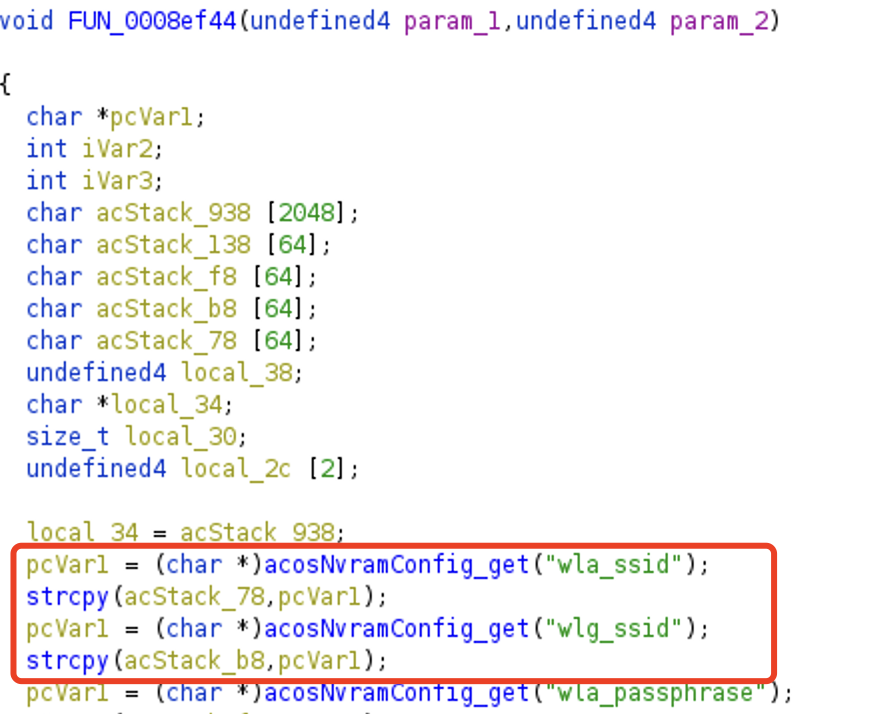 void FUN_0008ef44(undefined4 param_1,undefined4 param_2)
{
char *pcVar1;
int iVar2;
int iVar3;
char acStack_938 [2048];
char acStack_138 [64];
char acStack_f8 [64];
char acStack_b8 [64];
char acStack_78 [64];
undefined4 local_38;
char *local_34;
size_t local_30;
undefined4 local_2c [2];
local_34 = acStack_938;
pcVar1 = (char *)acosNvramConfig_get("wla_ssid");
strcpy(acStack_78,pcVar1);
pcVar1 = (char *)acosNvramConfig_get("wlg_ssid");
strcpy(acStack_b8,pcVar1);
pcVar1 = (char *)acosNvramConfig_get("wla_passphrase");